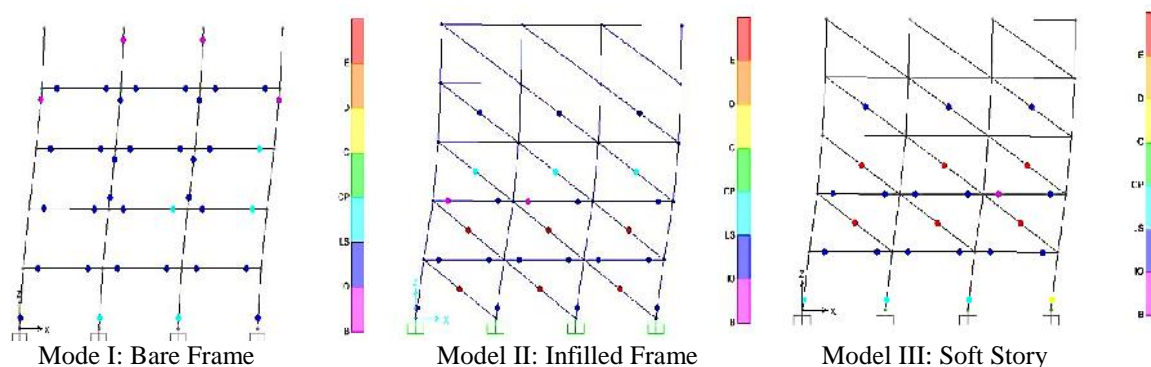 E
D
C
CP
LS
IO
B
Z
X
E
D
C
CP
LS
IO
B
Z
X
E
D
C
CP
LS
IO
B
Z
X
Mode I: Bare Frame
Model II: Infilled Frame
Model III: Soft Story